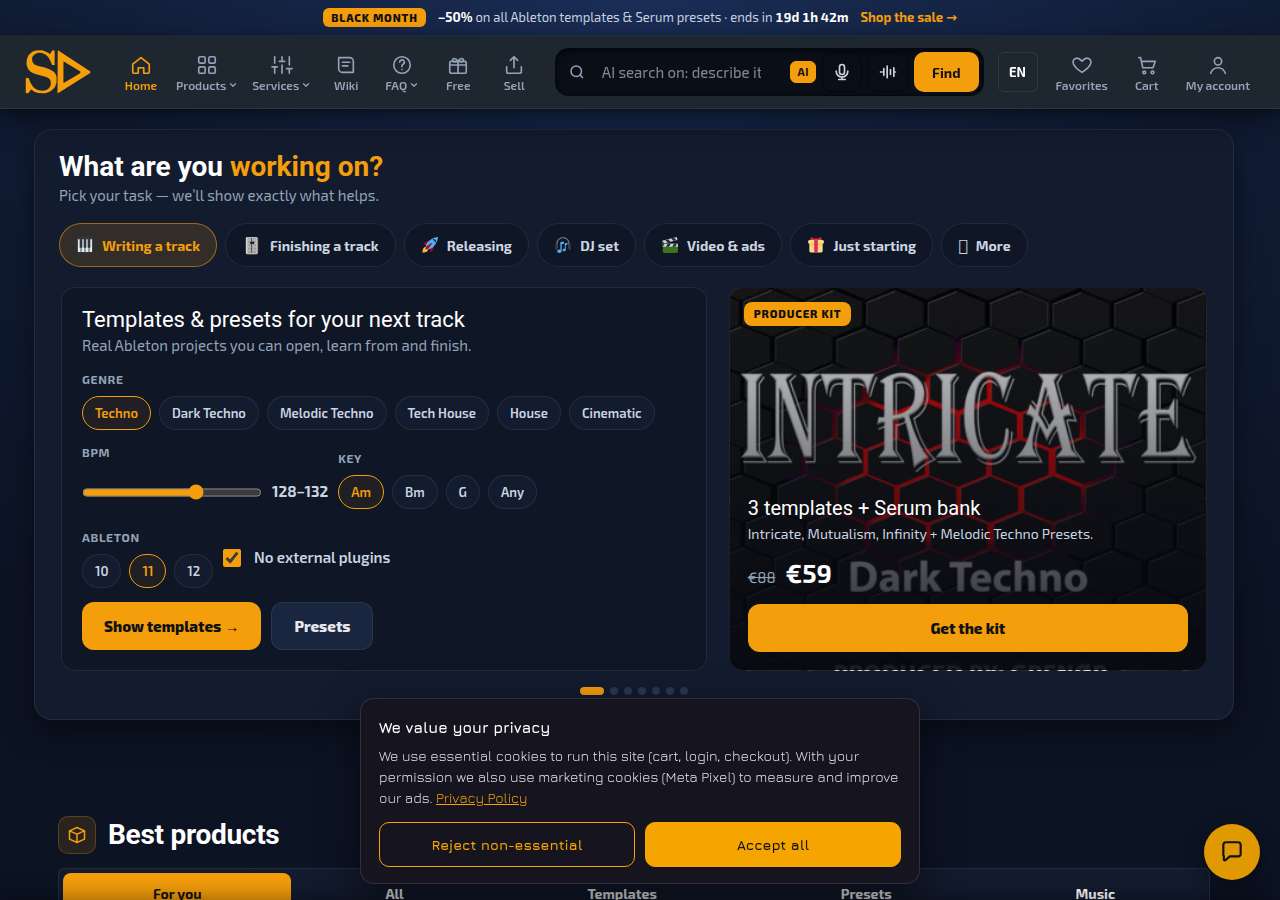 BLACK MONTH −50% on all Ableton templates & Serum presets · ends in 19d 1h 42m Shop the sale →
SD
Home
Products
Services
Wiki
FAQ
Free
Sell
AI search on: describe it
AI
Find
EN
Favorites
Cart
My account
What are you working on?
Pick your task — we'll show exactly what helps.
Writing a track
Finishing a track
Releasing
DJ set
Video & ads
Just starting
More
Templates & presets for your next track
Real Ableton projects you can open, learn from and finish.
GENRE
Techno
Dark Techno
Melodic Techno
Tech House
House
Cinematic
BPM
128–132
KEY
Am
Bm
G
Any
ABLETON
10
11
12
No external plugins
Show templates →
Presets
PRODUCER KIT
INTRICATE
3 templates + Serum bank
Intricate, Mutualism, Infinity + Melodic Techno Presets.
€88 €59
Dark Techno
Get the kit
We value your privacy
We use essential cookies to run this site (cart, login, checkout). With your
permission we also use marketing cookies (Meta Pixel) to measure and improve
our ads. Privacy Policy
Reject non-essential
Accept all
Best products
For you
All
Templates
Presets
Music